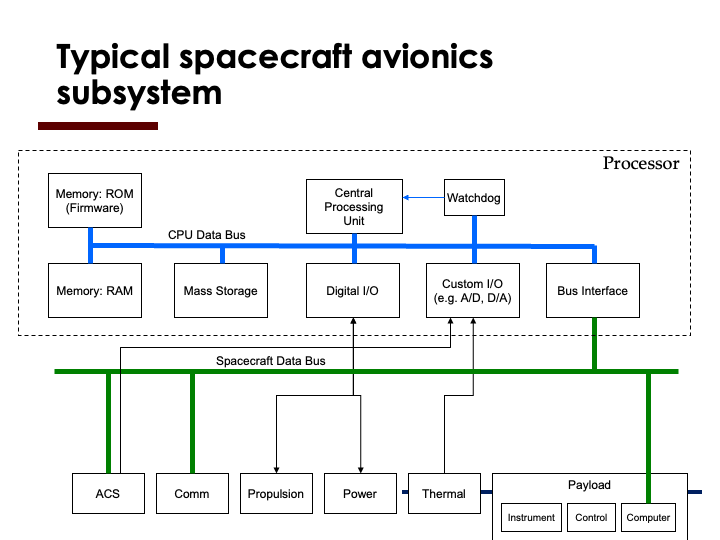 Typical spacecraft avionics
subsystem
Processor
Memory: ROM
(Firmware)
Central
Processing
Unit
Watchdog
CPU Data Bus
Memory: RAM
Mass Storage
Digital I/O
Custom I/O
(e.g. A/D, D/A)
Bus Interface
Spacecraft Data Bus
ACS
Comm
Propulsion
Power
Thermal
Payload
Instrument
Control
Computer